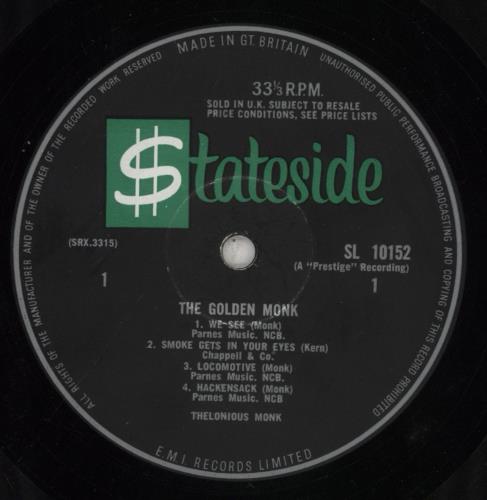 MADE IN GT. BRITAIN
UNAUTHORISED PUBLIC PERFORMANCE BROADCASTING AND COPYING OF THIS RECORD PROHIBITED
ALL RIGHTS OF THE MANUFACTURER AND OF THE OWNER OF THE RECORDED WORK RESERVED
33⅓ R.P.M.
SOLD IN U.K. SUBJECT TO RESALE
PRICE CONDITIONS, SEE PRICE LISTS
$tateside
(SRX.3315)
SL 10152
(A "Prestige" Recording)
1
1
THE GOLDEN MONK
1. WE-SEE (Monk)
Parnes Music. NCB.
2. SMOKE GETS IN YOUR EYES (Kern)
Chappell & Co.
3. LOCOMOTIVE (Monk)
Parnes Music. NCB.
4. HACKENSACK (Monk)
Parnes Music. NCB
THELONIOUS MONK
E.M.I. RECORDS LIMITED